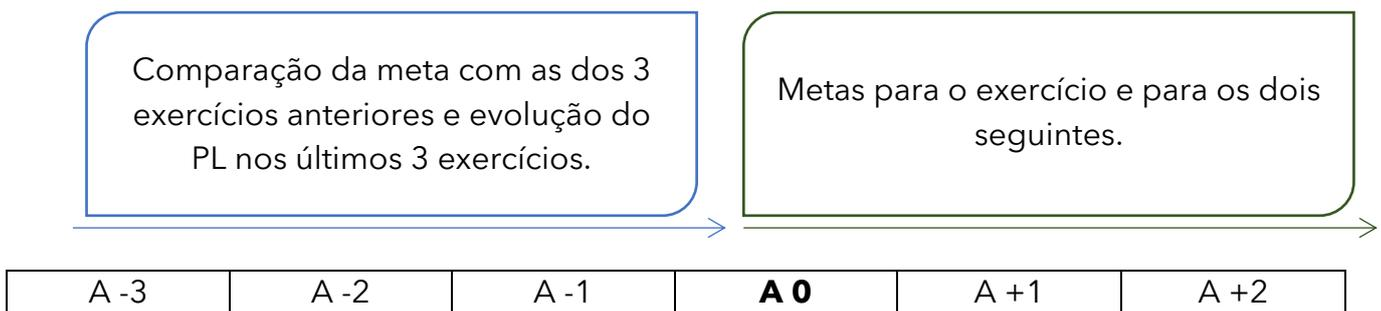 Comparação da meta com as dos 3
exercícios anteriores e evolução do
PL nos últimos 3 exercícios.
Metas para o exercício e para os dois
seguintes.
A -3 A -2 A -1 A 0 A +1 A +2